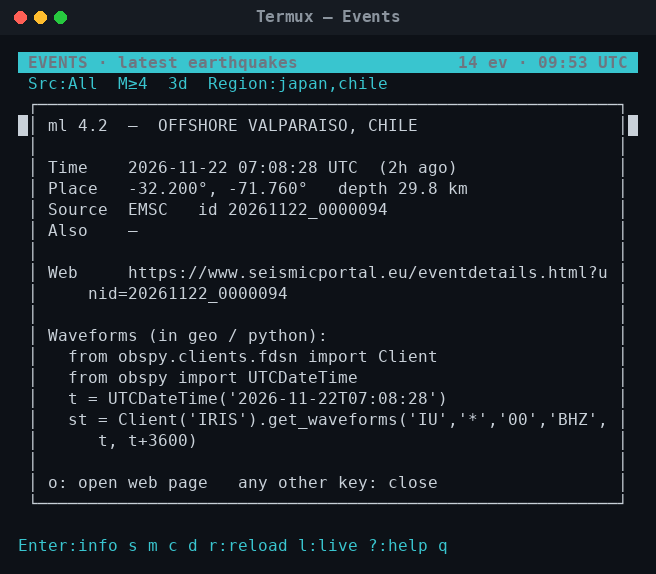 Termux — Events
EVENTS · latest earthquakes 14 ev · 09:53 UTC
Src:All M≥4 3d Region:japan,chile
ml 4.2 — OFFSHORE VALPARAISO, CHILE
Time 2026-11-22 07:08:28 UTC (2h ago)
Place -32.200°, -71.760° depth 29.8 km
Source EMSC id 20261122_0000094
Also —
Web https://www.seismicportal.eu/eventdetails.html?u
nid=20261122_0000094
Waveforms (in geo / python):
from obspy.clients.fdsn import Client
from obspy import UTCDateTime
t = UTCDateTime('2026-11-22T07:08:28')
st = Client('IRIS').get_waveforms('IU','*','00','BHZ',
t, t+3600)
o: open web page any other key: close
Enter:info s m c d r:reload l:live ?:help q